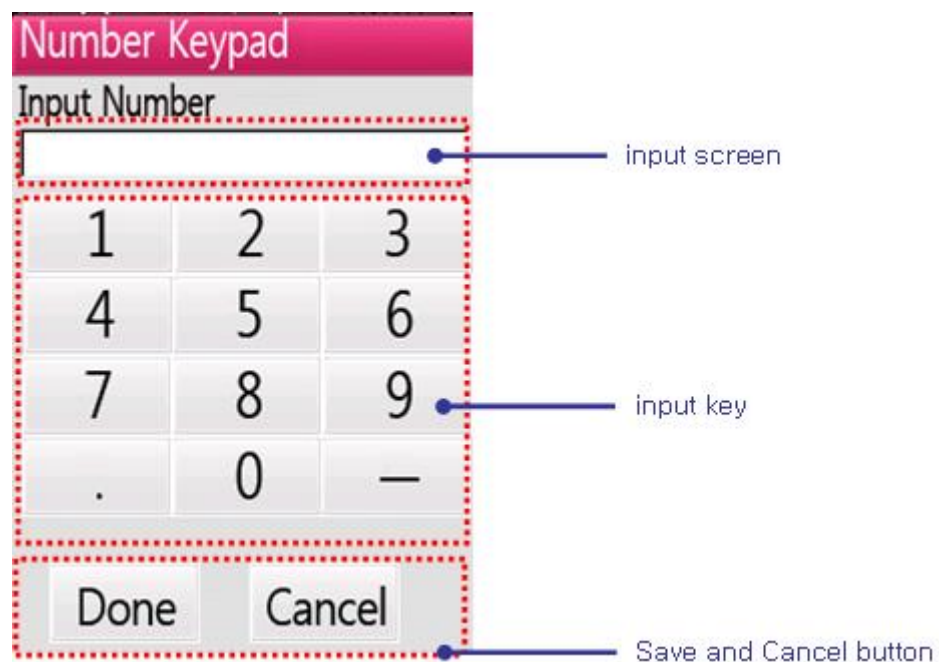 Number Keypad
Input Number
input screen
1 2 3
4 5 6
7 8 9
input key
. 0 —
Done Cancel
Save and Cancel button